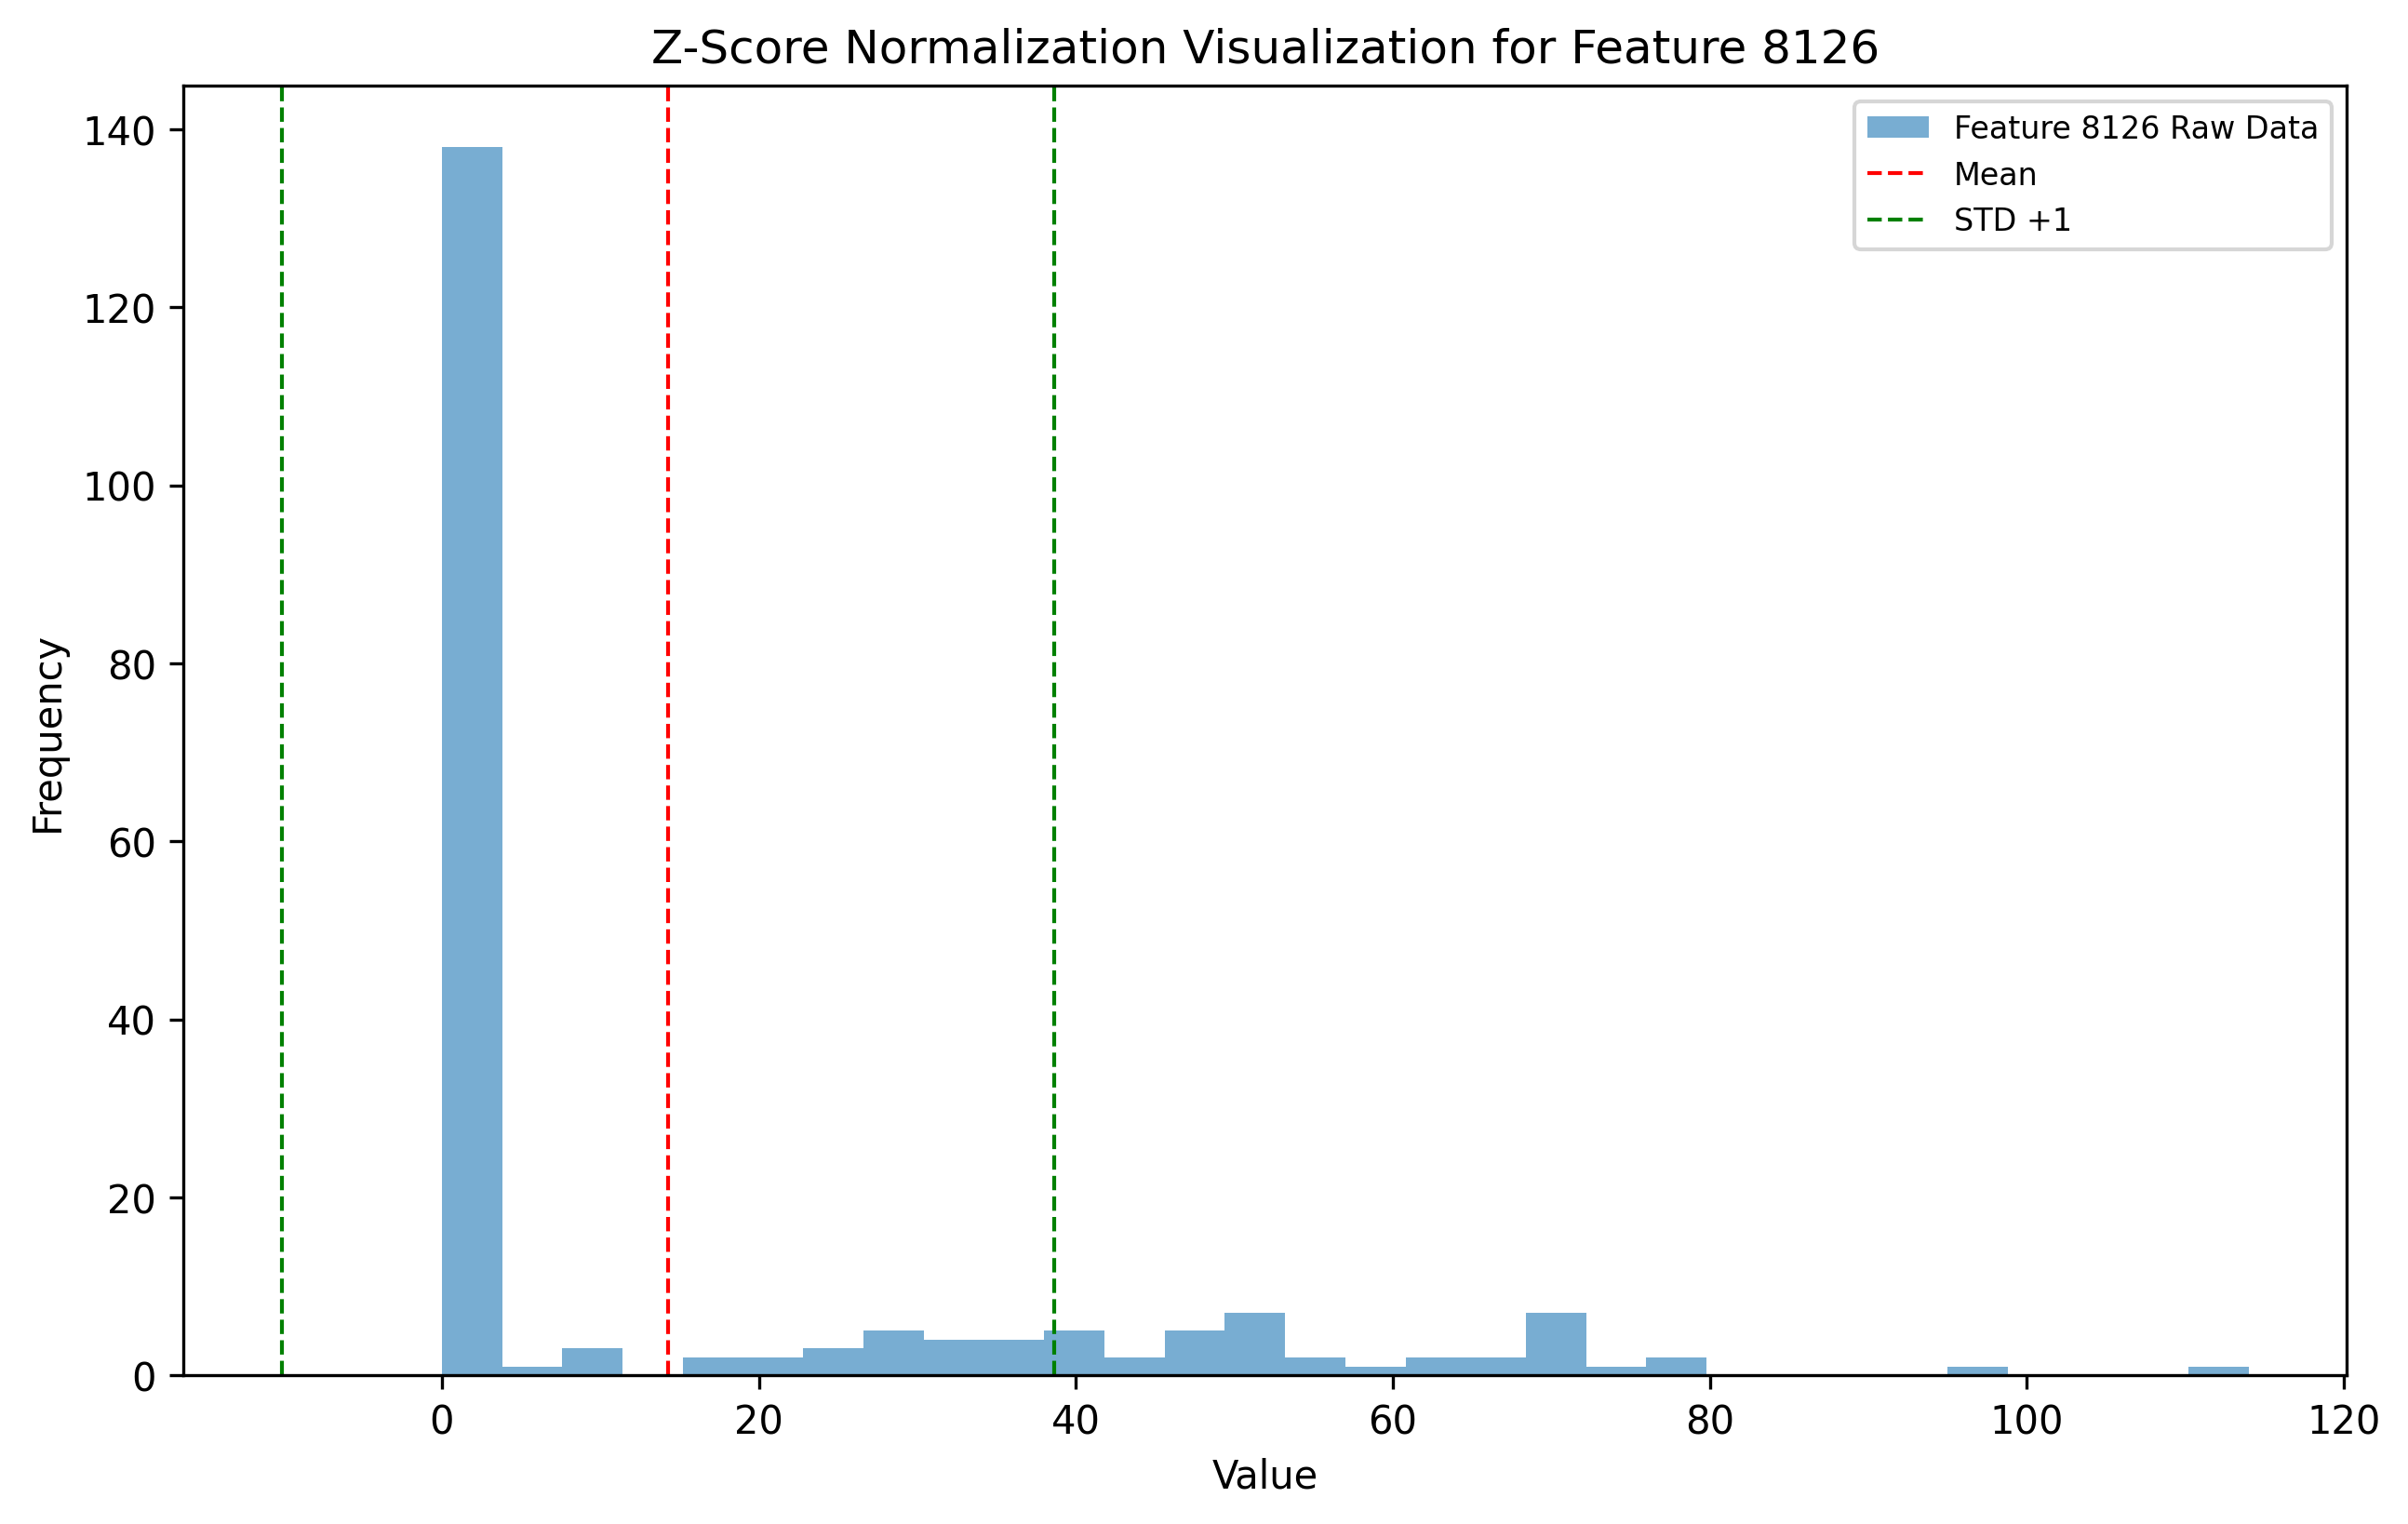 Z-Score Normalization Visualization for Feature 8126
Feature 8126 Raw Data
Mean
STD +1
140
120
100
80
60
40
20
0
Frequency
0 20 40 60 80 100 120
Value